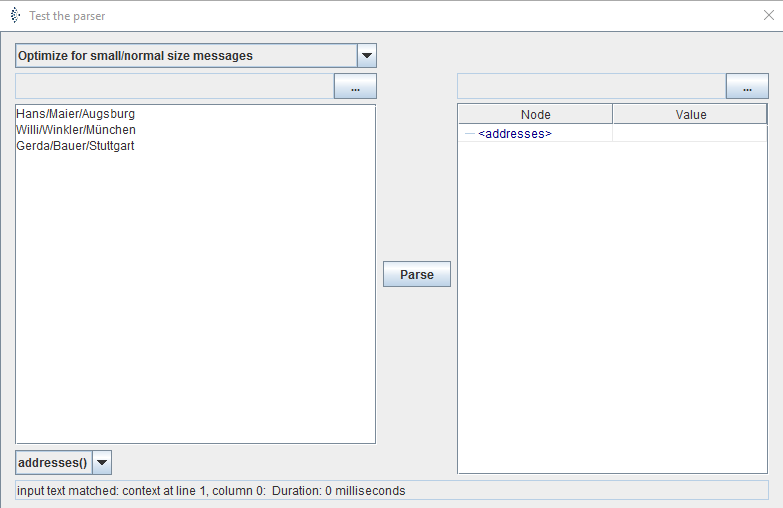 Test the parser
Optimize for small/normal size messages
...
...
Hans/Maier/Augsburg
Willi/Winkler/München
Gerda/Bauer/Stuttgart
Node Value
<addresses>
Parse
addresses()
input text matched: context at line 1, column 0: Duration: 0 milliseconds